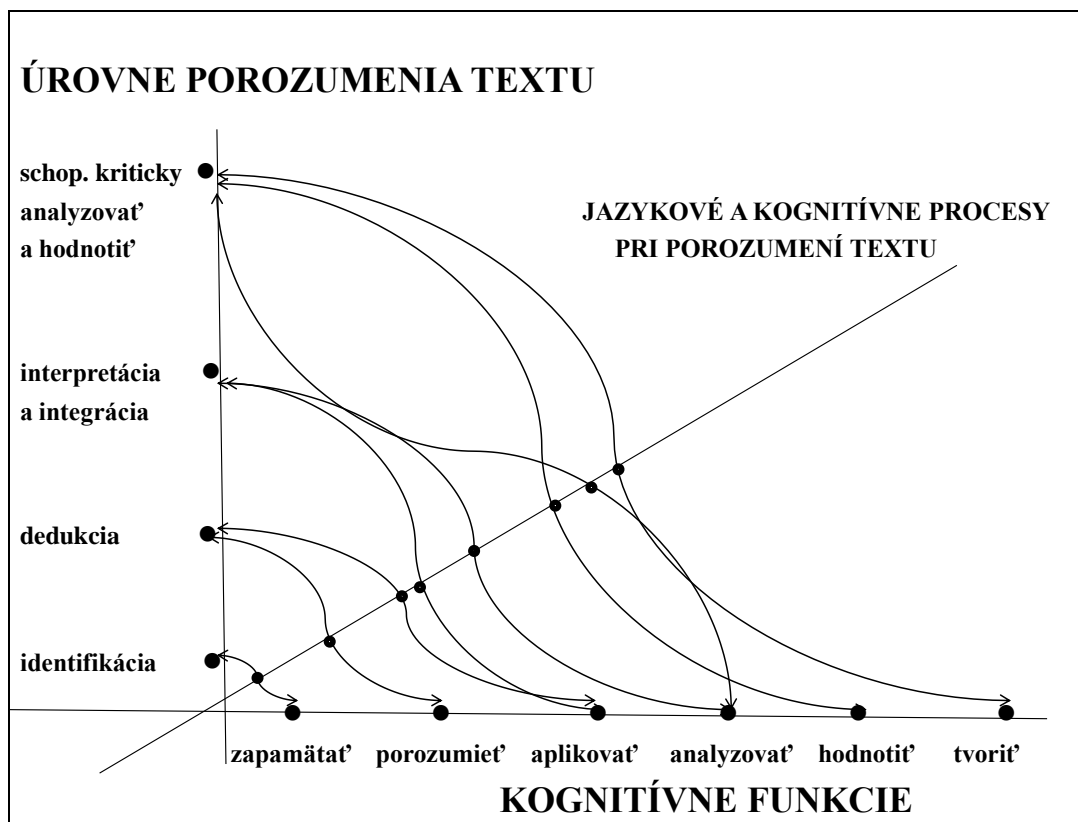 ÚROVNE POROZUMENIA TEXTU
schop. kriticky
analyzovať
a hodnotiť
JAZYKOVÉ A KOGNITÍVNE PROCESY
PRI POROZUMENÍ TEXTU
interpretácia
a integrácia
dedukcia
identifikácia
zapamätať porozumieť aplikovať analyzovať hodnotiť tvoriť
KOGNITÍVNE FUNKCIE